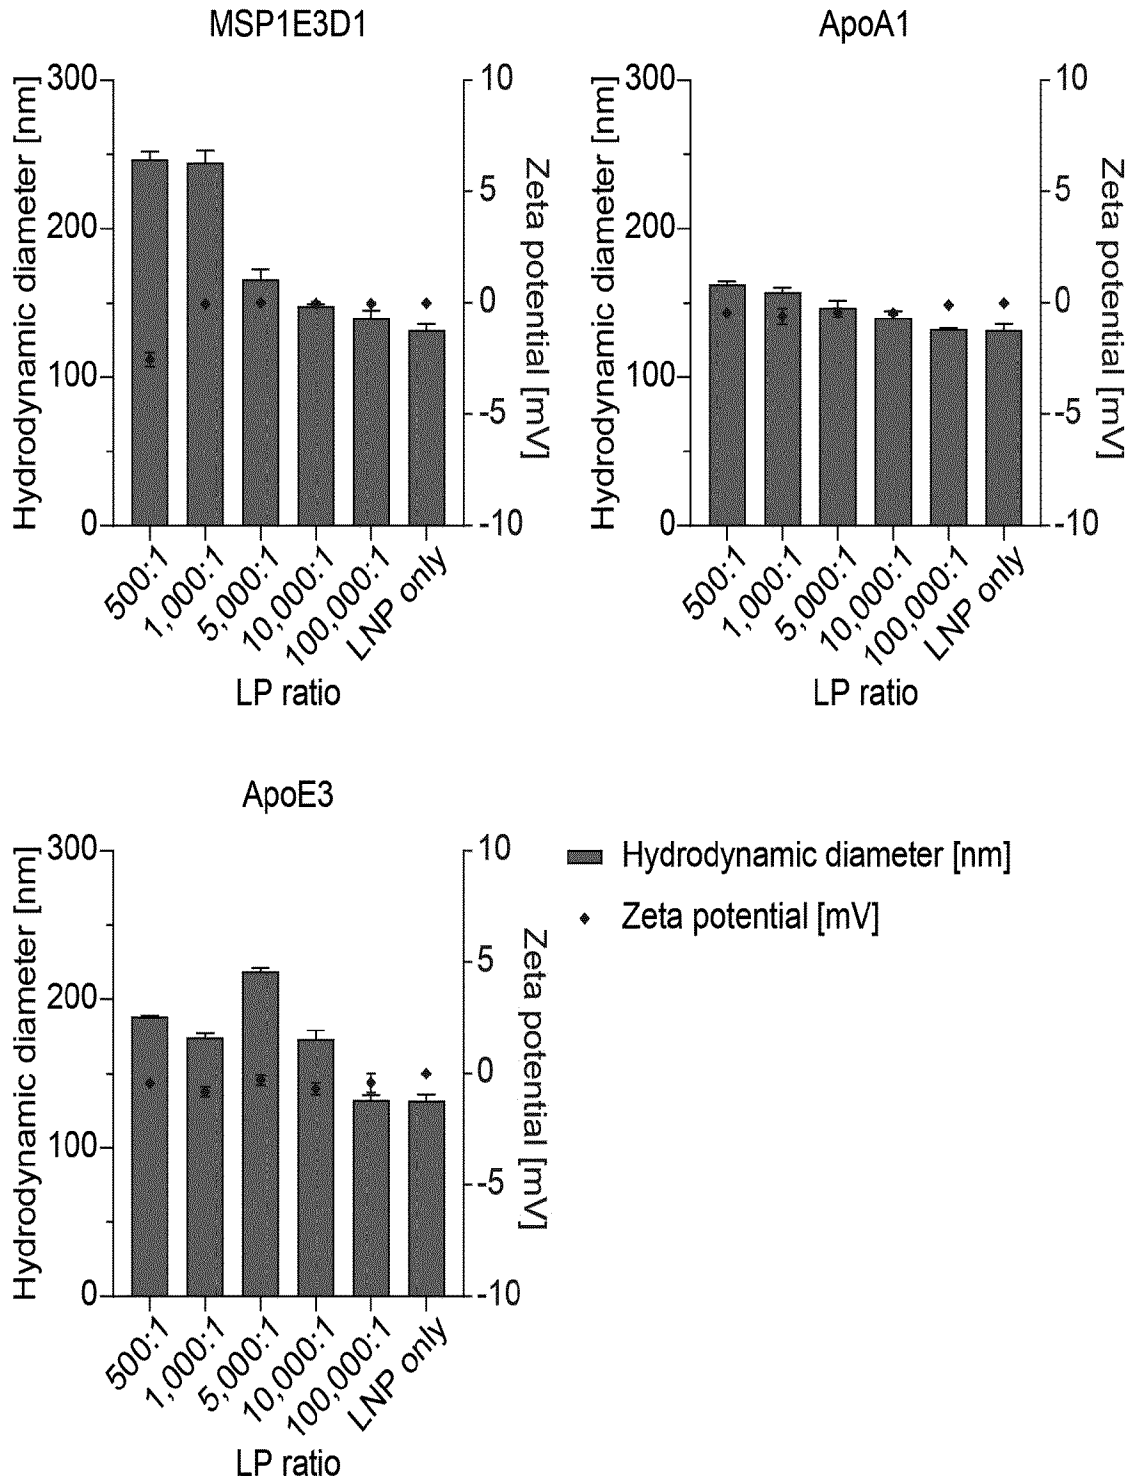 MSP1E3D1
Hydrodynamic diameter [nm]
300
200
100
0
10
5
0
-5
-10
Zeta potential [mV]
500:1
1,000:1
5,000:1
10,000:1
100,000:1
LNP only
LP ratio
ApoA1
Hydrodynamic diameter [nm]
300
200
100
0
10
5
0
-5
-10
Zeta potential [mV]
500:1
1,000:1
5,000:1
10,000:1
100,000:1
LNP only
LP ratio
ApoE3
Hydrodynamic diameter [nm]
300
200
100
0
10
5
0
-5
-10
Zeta potential [mV]
500:1
1,000:1
5,000:1
10,000:1
100,000:1
LNP only
LP ratio
Hydrodynamic diameter [nm]
Zeta potential [mV]